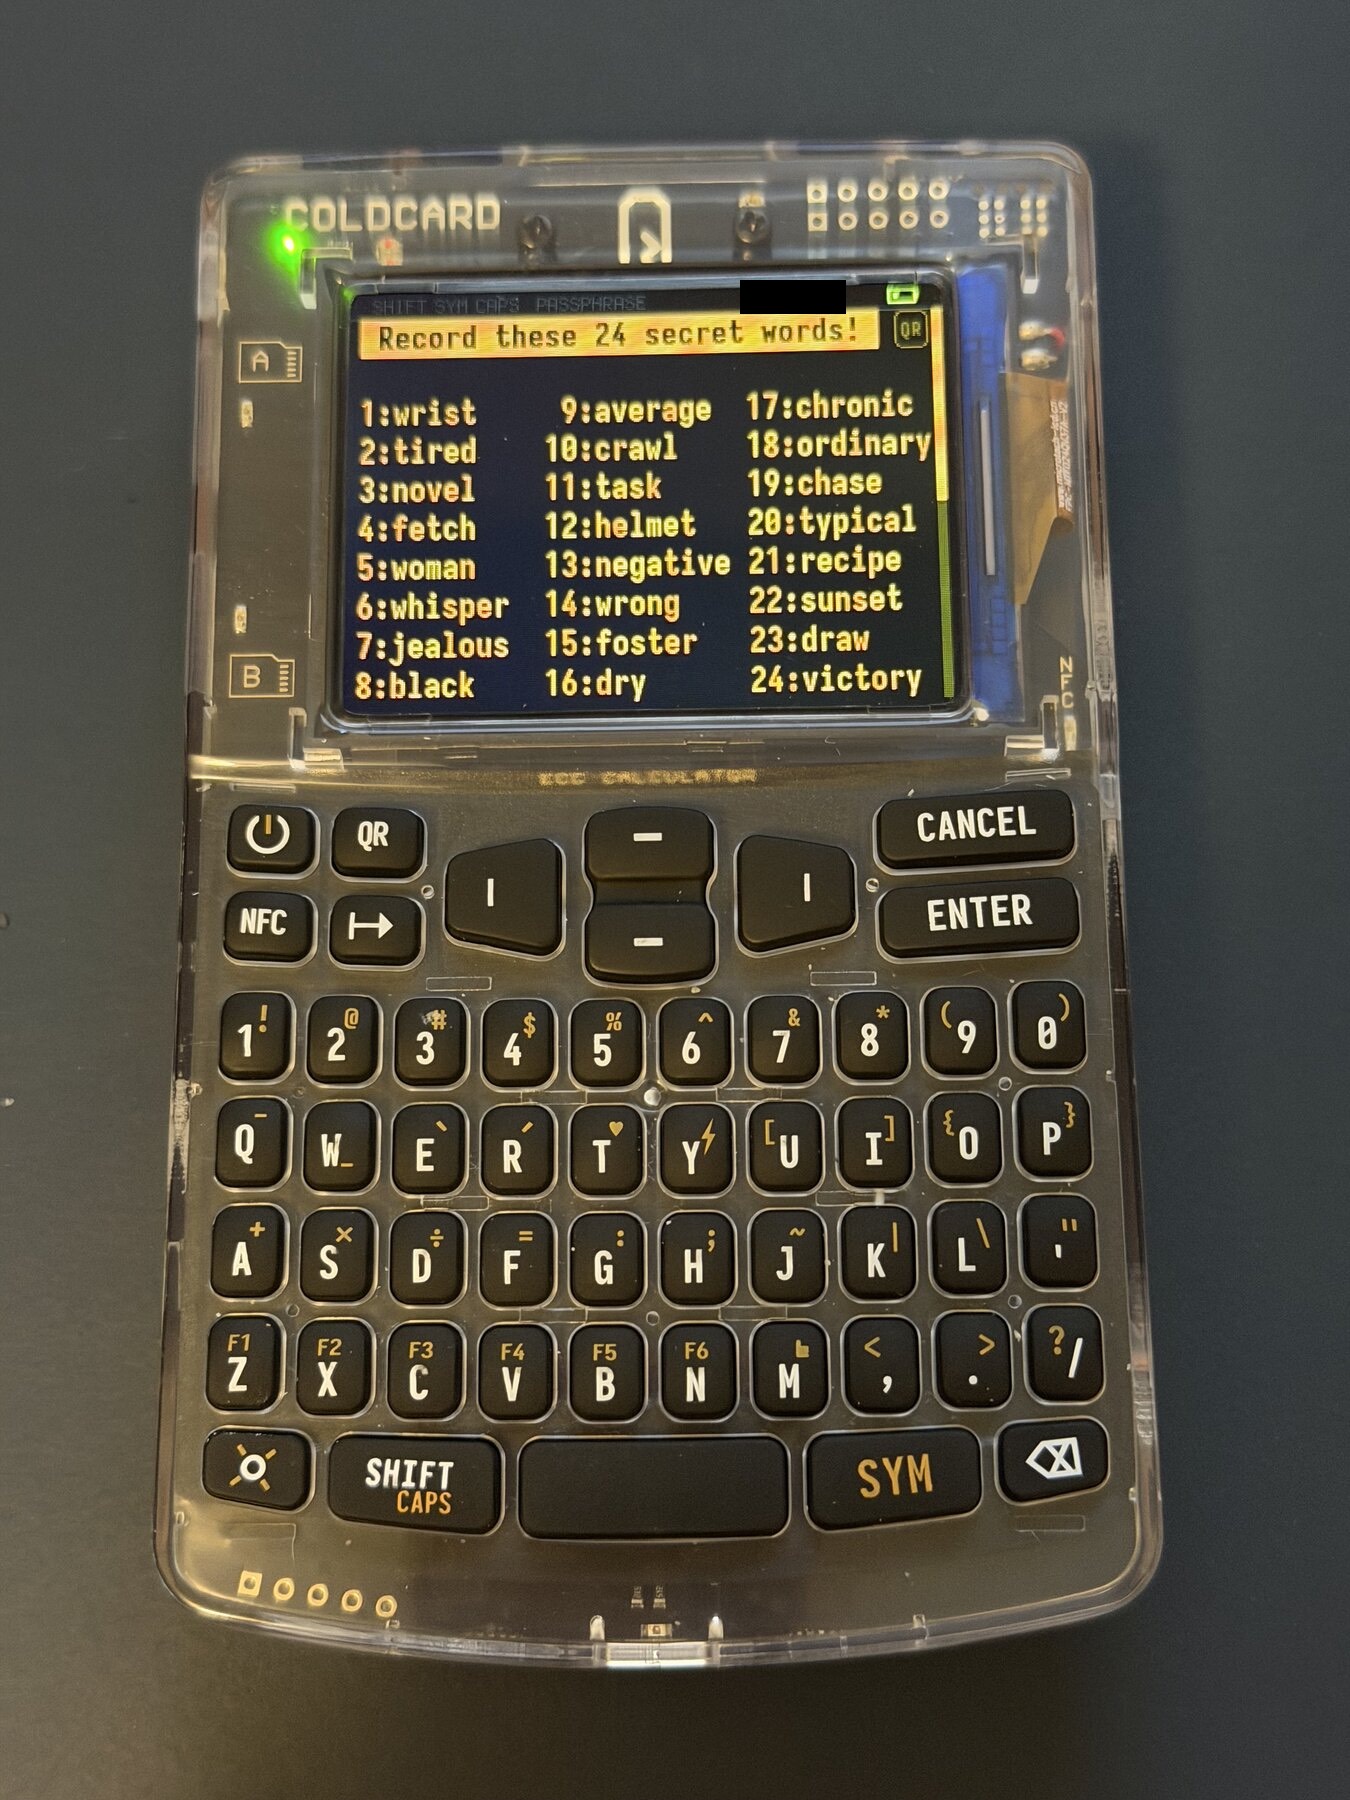 COLDCARD
Q
A
B
NFC
SHIFT SYM CAPS PASSPHRASE
Record these 24 secret words!
QR
1:wrist
2:tired
3:novel
4:fetch
5:woman
6:whisper
7:jealous
8:black
9:average
10:crawl
11:task
12:helmet
13:negative
14:wrong
15:foster
16:dry
17:chronic
18:ordinary
19:chase
20:typical
21:recipe
22:sunset
23:draw
24:victory
ECC CALCULATOR
QR CANCEL
NFC ENTER
1! 2@ 3# 4$ 5% 6^ 7& 8* (9 0)
Q- W_ E` R´ T♥ Y⚡ [U I] {O P}
A+ S× D÷ F= G: H; J~ K| L\ '"
F1 F2 F3 F4 F5 F6 < > ?
Z X C V B N M , . /
SHIFT SYM
CAPS